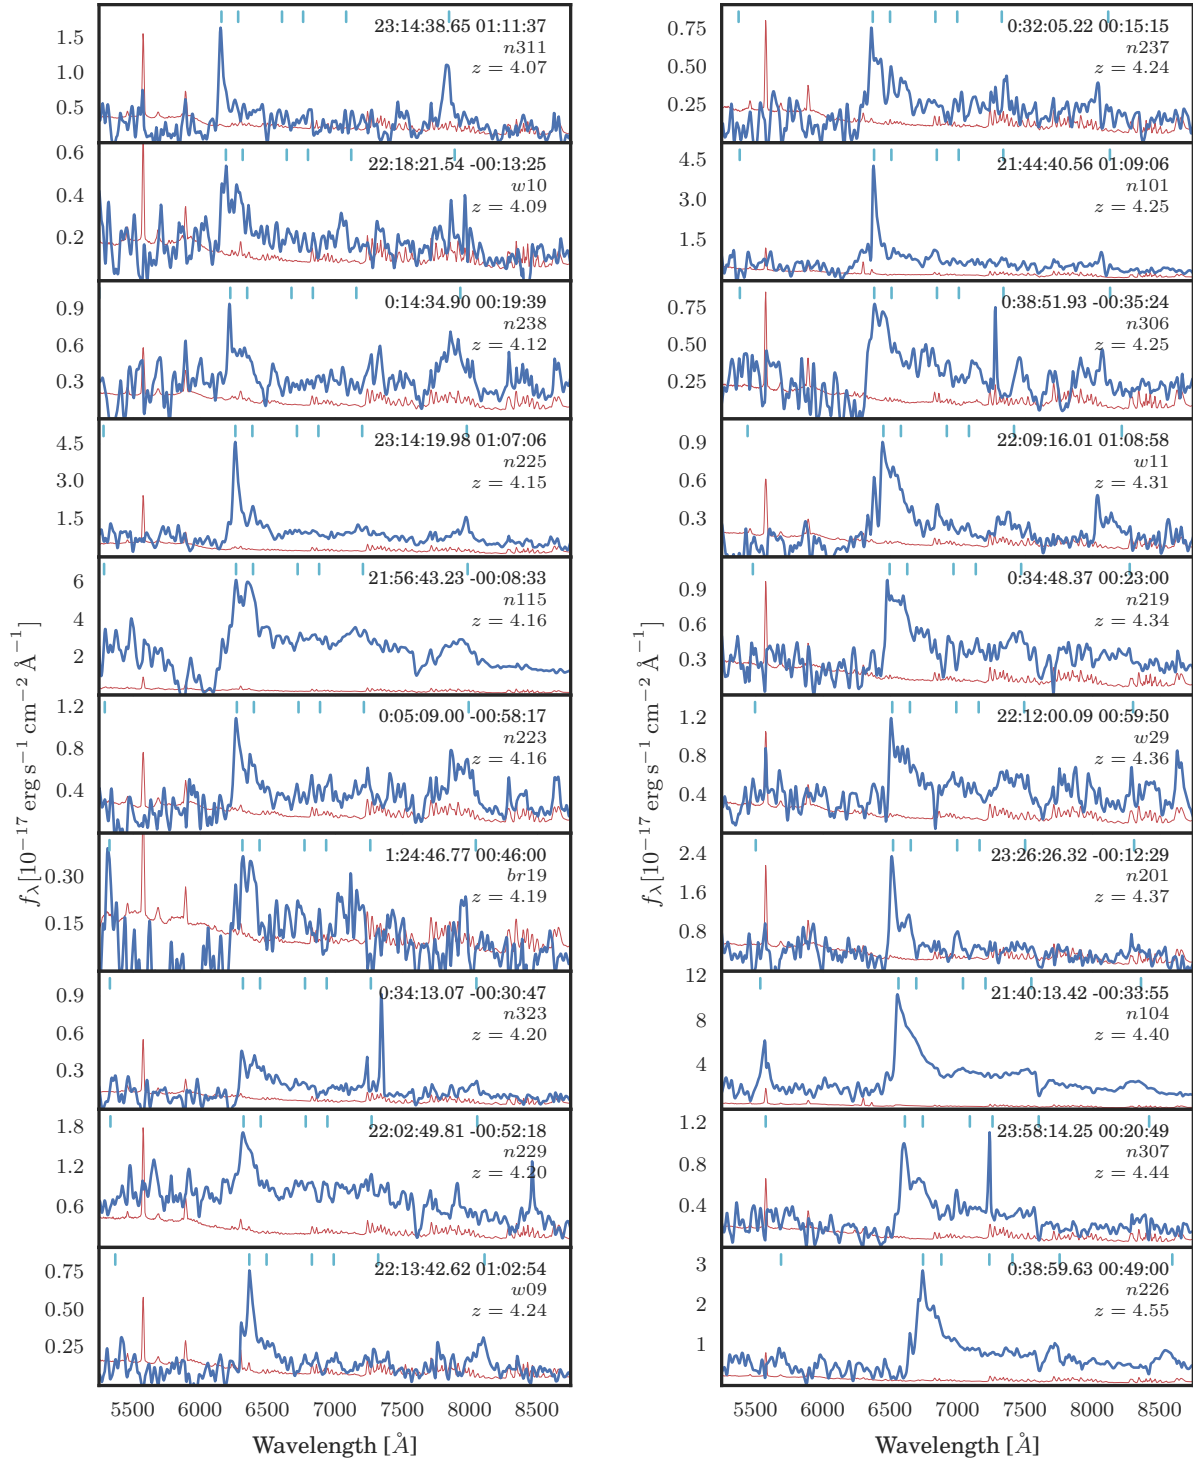 23:14:38.65 01:11:37
n311
z = 4.07
1.5
1.0
0.5
22:18:21.54 -00:13:25
w10
z = 4.09
0.6
0.4
0.2
0:14:34.90 00:19:39
n238
z = 4.12
0.9
0.6
0.3
23:14:19.98 01:07:06
n225
z = 4.15
4.5
3.0
1.5
21:56:43.23 -00:08:33
n115
z = 4.16
6
4
2
0:05:09.00 -00:58:17
n223
z = 4.16
1.2
0.8
0.4
1:24:46.77 00:46:00
br19
z = 4.19
0.30
0.15
0:34:13.07 -00:30:47
n323
z = 4.20
0.9
0.6
0.3
22:02:49.81 -00:52:18
n229
z = 4.20
1.8
1.2
0.6
22:13:42.62 01:02:54
w09
z = 4.24
0.75
0.50
0.25
5500 6000 6500 7000 7500 8000 8500
Wavelength [Å]
fλ[10−17 erg s−1 cm−2 Å−1]
0:32:05.22 00:15:15
n237
z = 4.24
0.75
0.50
0.25
21:44:40.56 01:09:06
n101
z = 4.25
4.5
3.0
1.5
0:38:51.93 -00:35:24
n306
z = 4.25
0.75
0.50
0.25
22:09:16.01 01:08:58
w11
z = 4.31
0.9
0.6
0.3
0:34:48.37 00:23:00
n219
z = 4.34
0.9
0.6
0.3
22:12:00.09 00:59:50
w29
z = 4.36
1.2
0.8
0.4
23:26:26.32 -00:12:29
n201
z = 4.37
2.4
1.6
0.8
21:40:13.42 -00:33:55
n104
z = 4.40
12
8
4
23:58:14.25 00:20:49
n307
z = 4.44
1.2
0.8
0.4
0:38:59.63 00:49:00
n226
z = 4.55
3
2
1
5500 6000 6500 7000 7500 8000 8500
Wavelength [Å]
fλ[10−17 erg s−1 cm−2 Å−1]